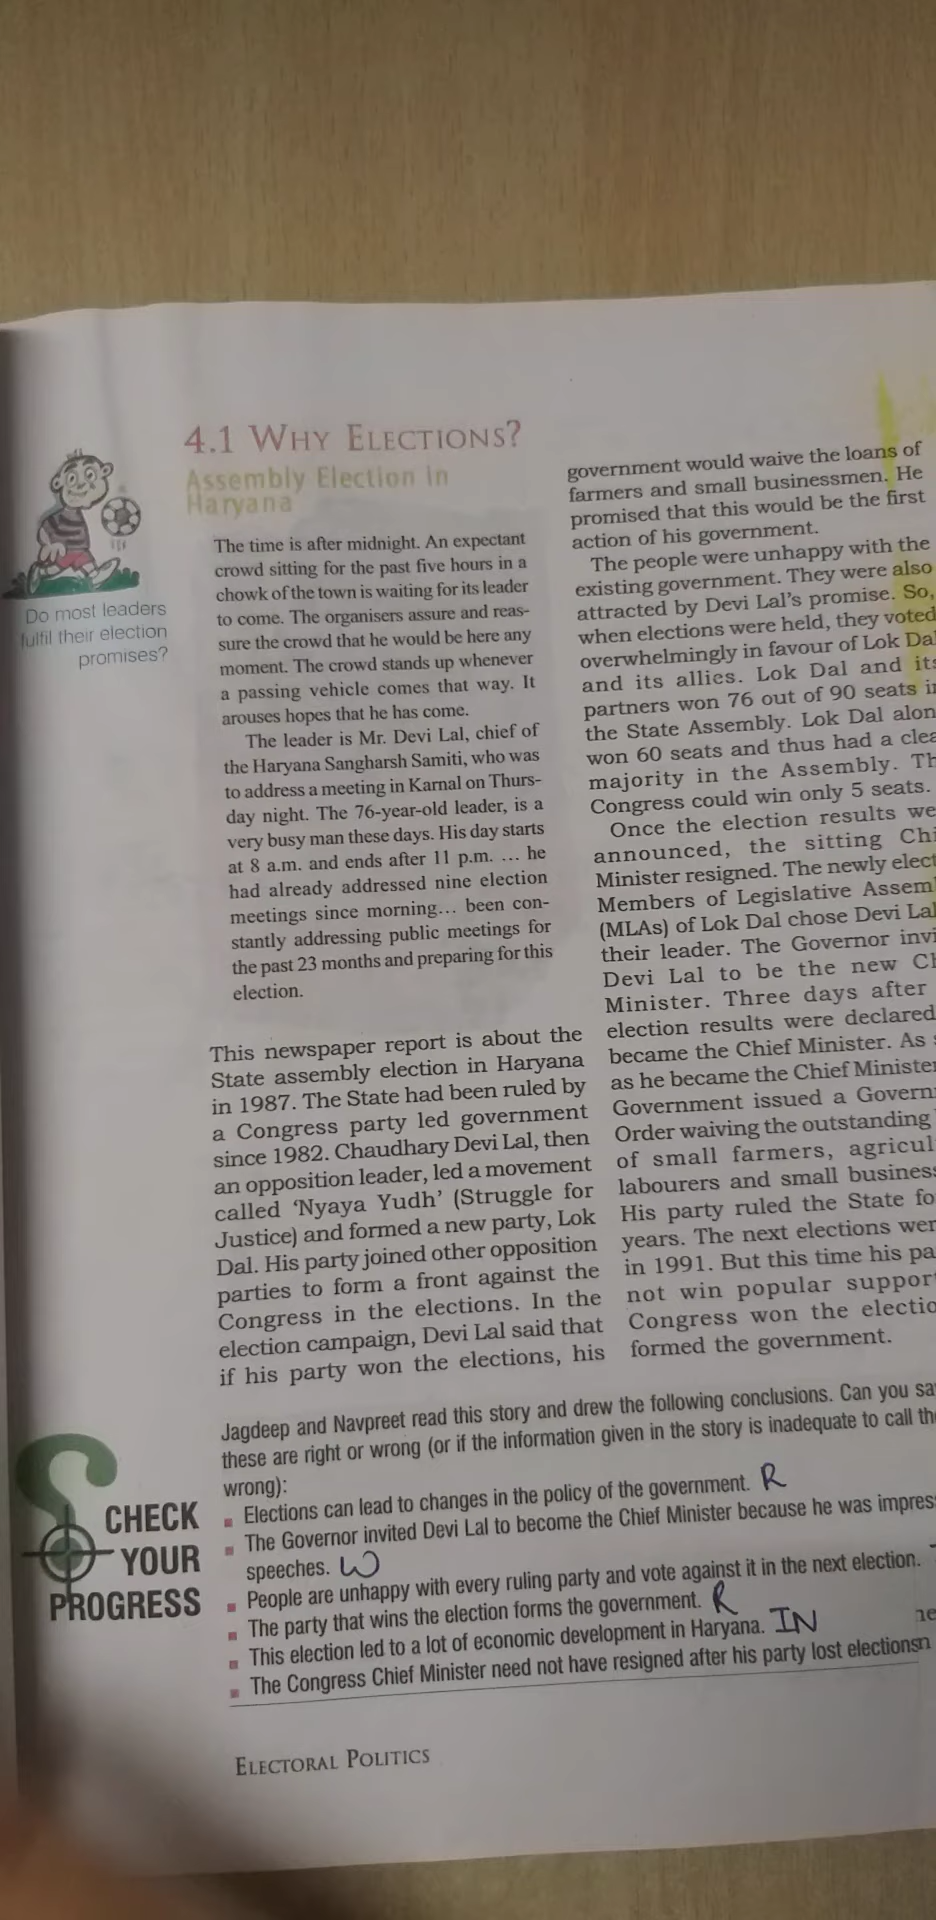 4.1 WHY ELECTIONS?
Assembly Election in
Haryana
Do most leaders
fulfil their election
promises?
The time is after midnight. An expectant
crowd sitting for the past five hours in a
chowk of the town is waiting for its leader
to come. The organisers assure and reas-
sure the crowd that he would be here any
moment. The crowd stands up whenever
a passing vehicle comes that way. It
arouses hopes that he has come.
The leader is Mr. Devi Lal, chief of
the Haryana Sangharsh Samiti, who was
to address a meeting in Karnal on Thurs-
day night. The 76-year-old leader, is a
very busy man these days. His day starts
at 8 a.m. and ends after 11 p.m. ... he
had already addressed nine election
meetings since morning... been con-
stantly addressing public meetings for
the past 23 months and preparing for this
election.
This newspaper report is about the
State assembly election in Haryana
in 1987. The State had been ruled by
a Congress party led government
since 1982. Chaudhary Devi Lal, then
an opposition leader, led a movement
called ‘Nyaya Yudh’ (Struggle for
Justice) and formed a new party, Lok
Dal. His party joined other opposition
parties to form a front against the
Congress in the elections. In the
election campaign, Devi Lal said that
if his party won the elections, his
government would waive the loans of
farmers and small businessmen. He
promised that this would be the first
action of his government.
The people were unhappy with the
existing government. They were also
attracted by Devi Lal’s promise. So,
when elections were held, they voted
overwhelmingly in favour of Lok Dal
and its allies. Lok Dal and its
partners won 76 out of 90 seats in
the State Assembly. Lok Dal alon
won 60 seats and thus had a clea
majority in the Assembly. Th
Congress could win only 5 seats.
Once the election results we
announced, the sitting Chi
Minister resigned. The newly elect
Members of Legislative Assem
(MLAs) of Lok Dal chose Devi Lal
their leader. The Governor invi
Devi Lal to be the new Ch
Minister. Three days after
election results were declared
became the Chief Minister. As s
as he became the Chief Minister
Government issued a Govern
Order waiving the outstanding
of small farmers, agricul
labourers and small business
His party ruled the State fo
years. The next elections wer
in 1991. But this time his pa
not win popular support
Congress won the electio
formed the government.
CHECK
YOUR
PROGRESS
Jagdeep and Navpreet read this story and drew the following conclusions. Can you sa
these are right or wrong (or if the information given in the story is inadequate to call the
wrong):
Elections can lead to changes in the policy of the government. R
The Governor invited Devi Lal to become the Chief Minister because he was impres
speeches. W
People are unhappy with every ruling party and vote against it in the next election.
The party that wins the election forms the government. R
This election led to a lot of economic development in Haryana. IN
The Congress Chief Minister need not have resigned after his party lost elections
ELECTORAL POLITICS